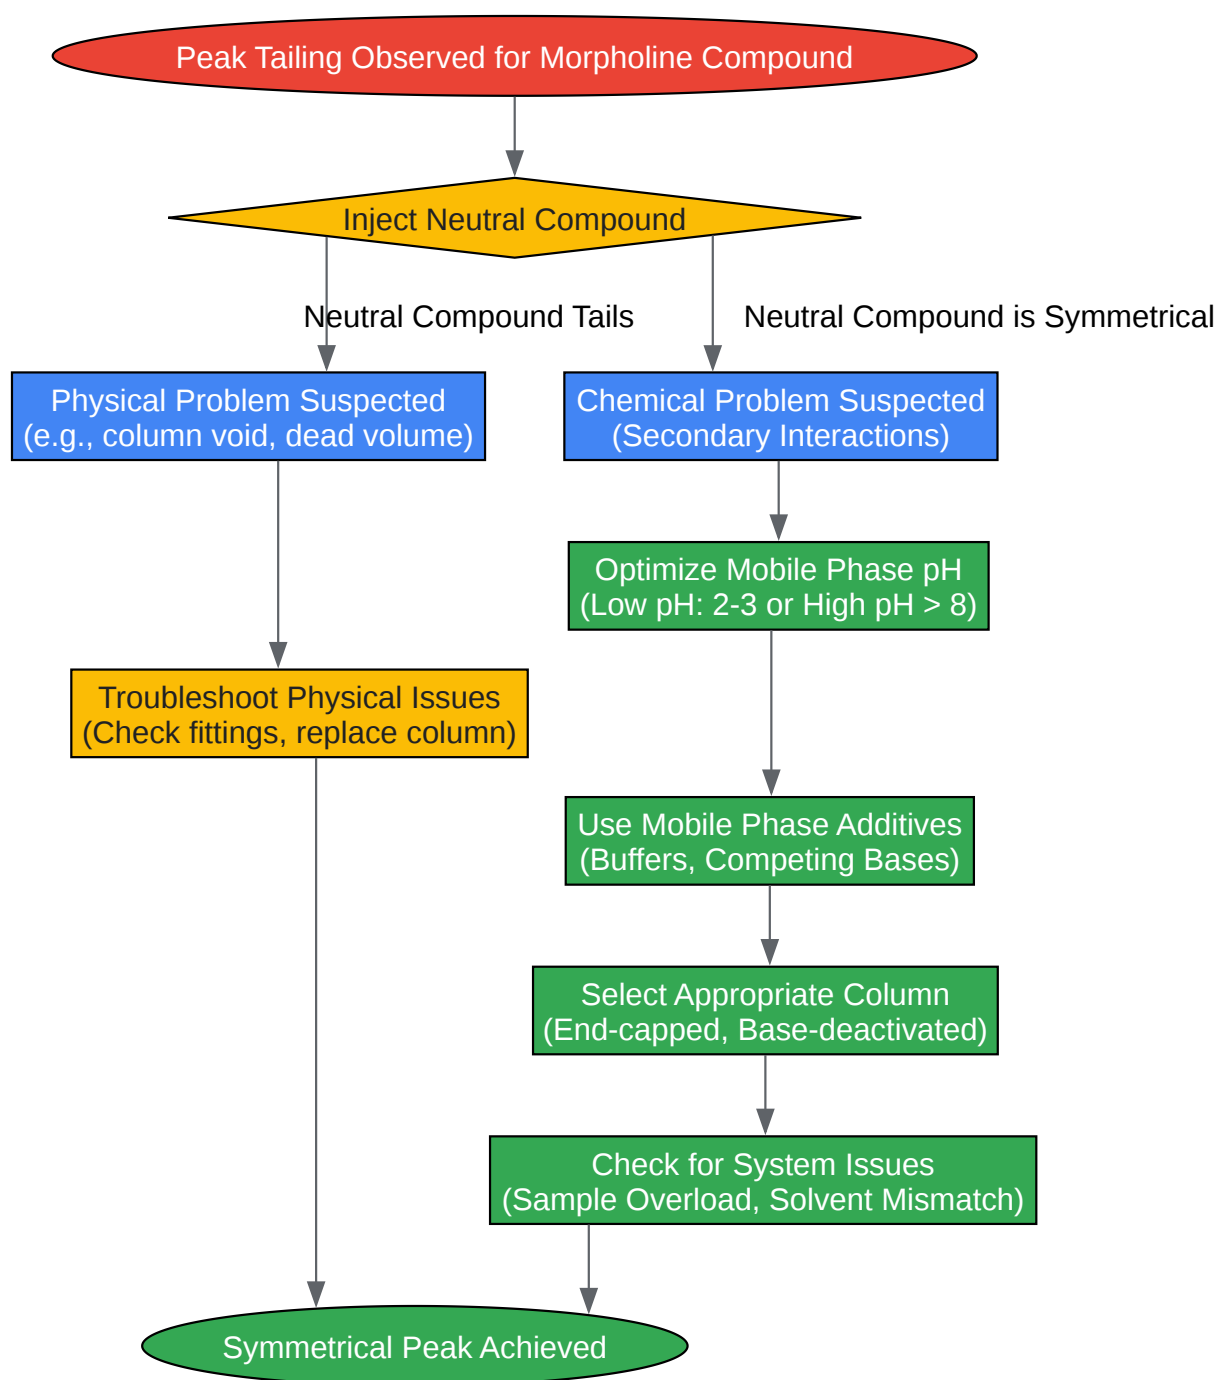 Peak Tailing Observed for Morpholine Compound
Inject Neutral Compound
Neutral Compound Tails
Neutral Compound is Symmetrical
Physical Problem Suspected
(e.g., column void, dead volume)
Chemical Problem Suspected
(Secondary Interactions)
Optimize Mobile Phase pH
(Low pH: 2-3 or High pH > 8)
Troubleshoot Physical Issues
(Check fittings, replace column)
Use Mobile Phase Additives
(Buffers, Competing Bases)
Select Appropriate Column
(End-capped, Base-deactivated)
Check for System Issues
(Sample Overload, Solvent Mismatch)
Symmetrical Peak Achieved